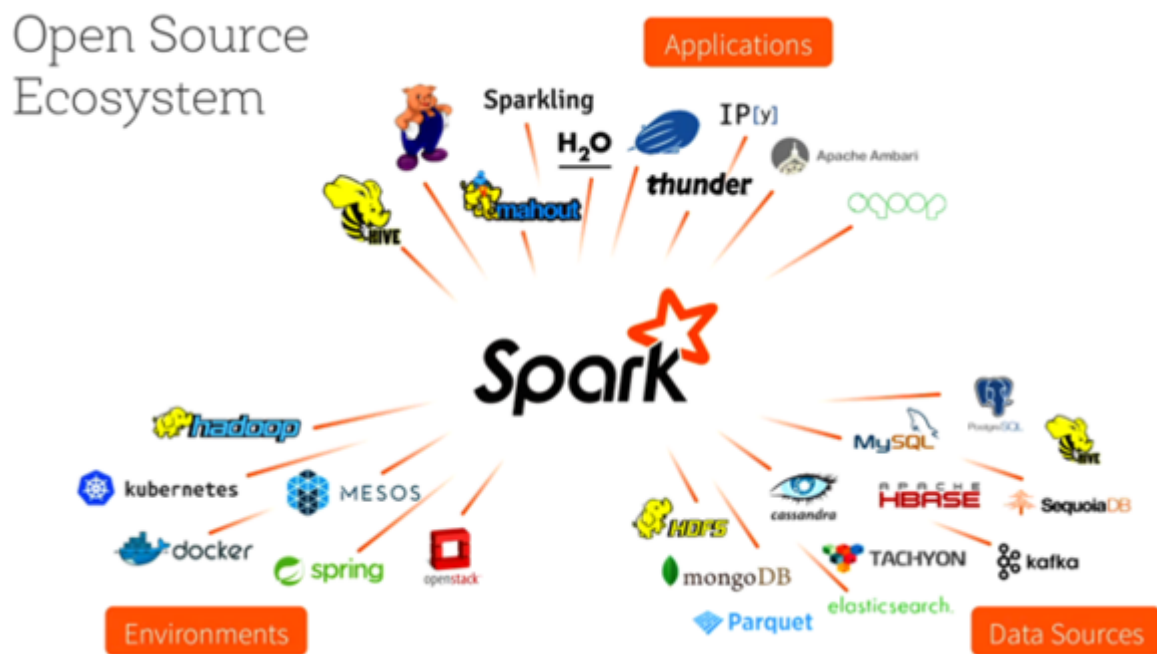 Open Source
Ecosystem
Applications
Sparkling
H₂O
IP[y]
Apache Ambari
thunder
mahout
HIVE
sqoop
Spark
hadoop
kubernetes
MESOS
docker
spring
openstack
Environments
PostgreSQL
MySQL
HIVE
cassandra
APACHE
HBASE
SequoiaDB
HDFS
TACHYON
kafka
mongoDB
Parquet
elasticsearch.
Data Sources